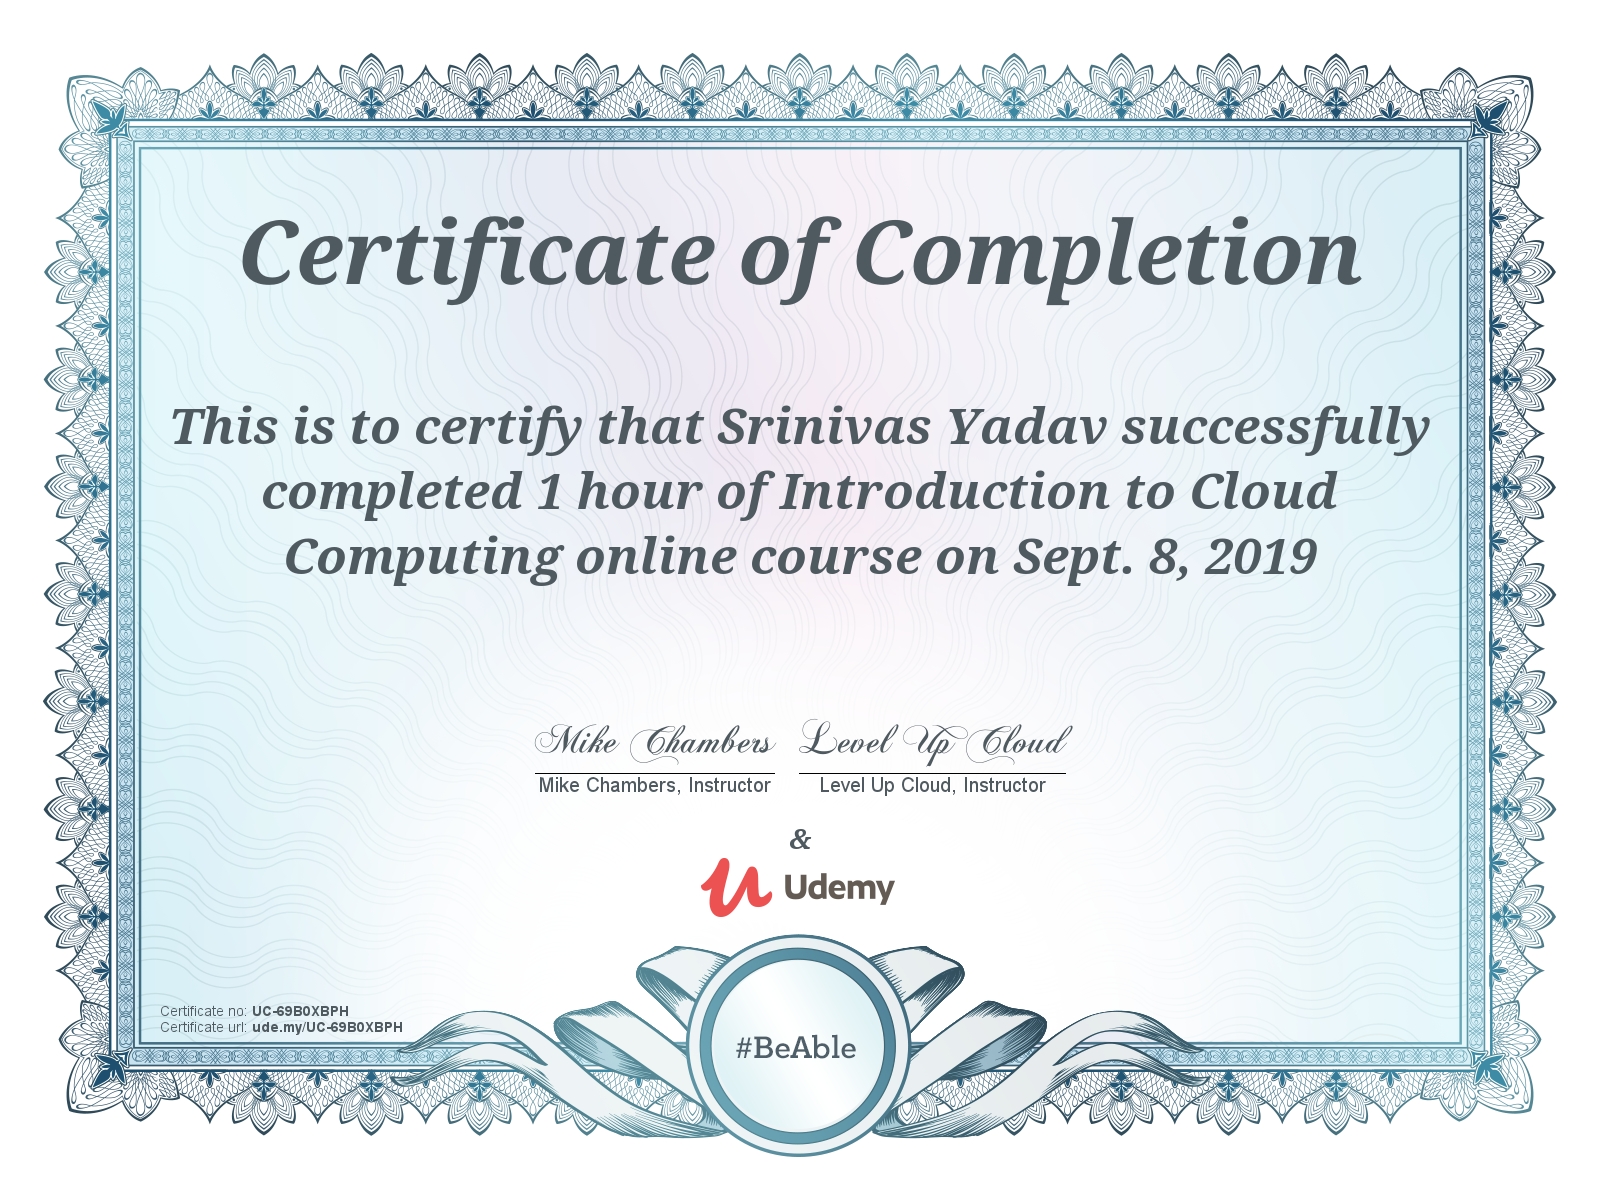 Certificate of Completion
This is to certify that Srinivas Yadav successfully
completed 1 hour of Introduction to Cloud
Computing online course on Sept. 8, 2019
Mike Chambers Level Up Cloud
Mike Chambers, Instructor Level Up Cloud, Instructor
&
Udemy
Certificate no: UC-69B0XBPH
Certificate url: ude.my/UC-69B0XBPH
#BeAble